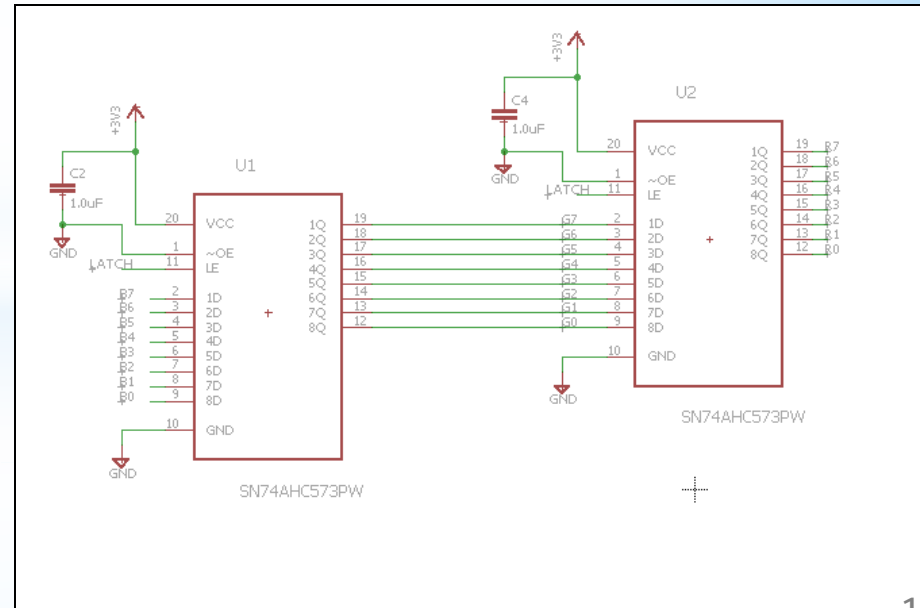 +3V3
C4
1.0uF
GND
U2
20 VCC
1 ~OE
LATCH 11 LE
G7 2 1D
G6 3 2D
G5 4 3D
G4 5 4D
G3 6 5D
G2 7 6D
G1 8 7D
G0 9 8D
10 GND
GND
1Q 19 R7
2Q 18 R6
3Q 17 R5
4Q 16 R4
5Q 15 R3
6Q 14 R2
7Q 13 R1
8Q 12 R0
SN74AHC573PW
+3V3
C2
1.0uF
GND
U1
20 VCC
1 ~OE
LATCH 11 LE
B7 2 1D
B6 3 2D
B5 4 3D
B4 5 4D
B3 6 5D
B2 7 6D
B1 8 7D
B0 9 8D
10 GND
GND
1Q 19
2Q 18
3Q 17
4Q 16
5Q 15
6Q 14
7Q 13
8Q 12
SN74AHC573PW
1